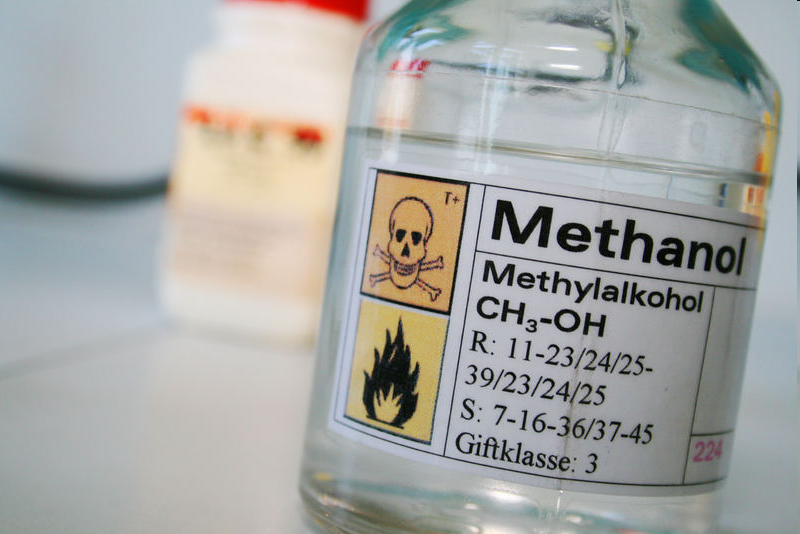 T+
Methanol
Methylalkohol
CH₃-OH
R: 11-23/24/25-
39/23/24/25
S: 7-16-36/37-45
Giftklasse: 3
224